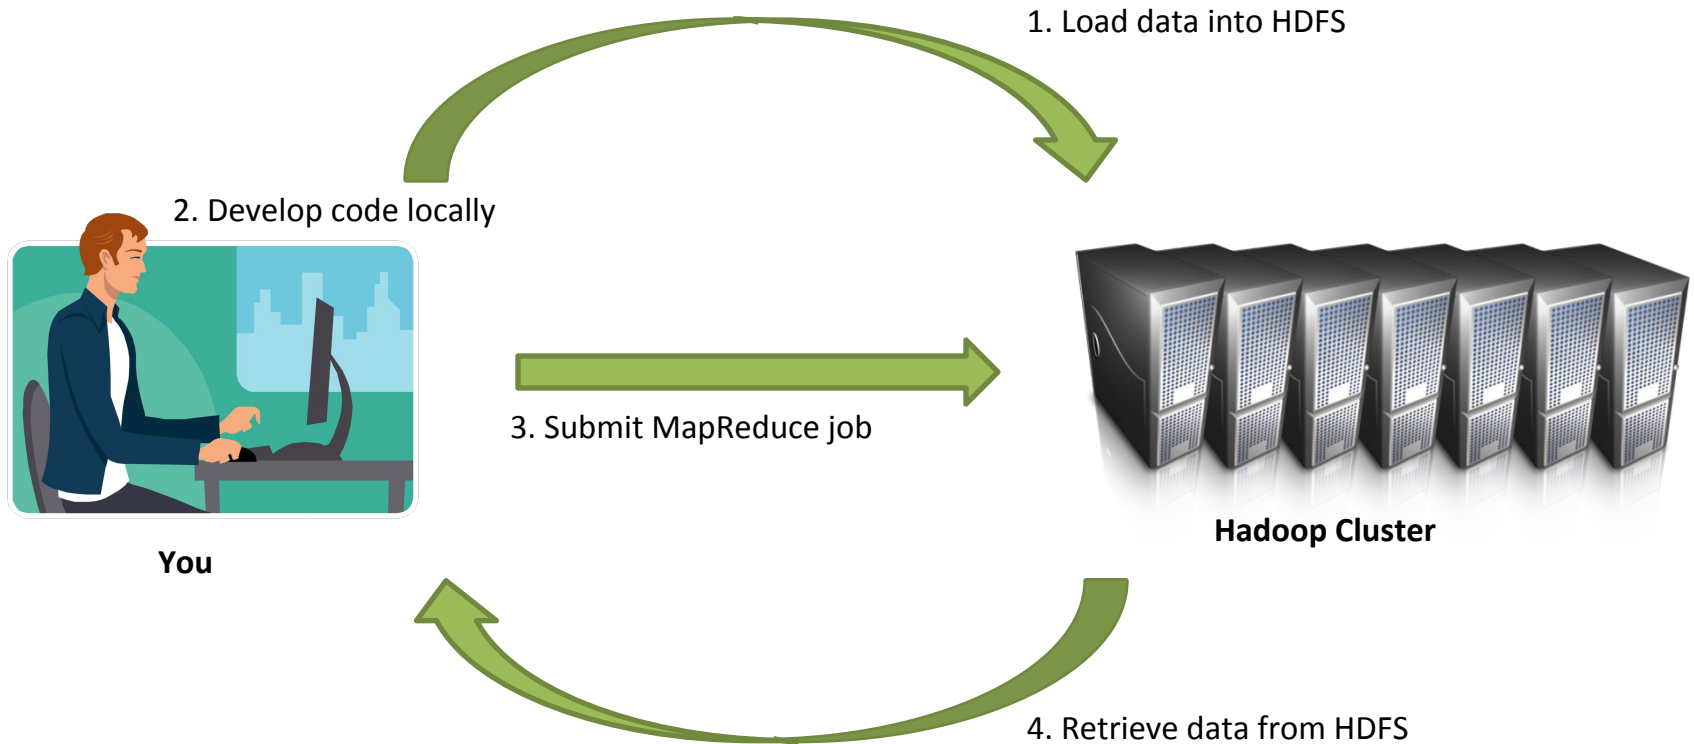 1. Load data into HDFS
2. Develop code locally
3. Submit MapReduce job
Hadoop Cluster
You
4. Retrieve data from HDFS